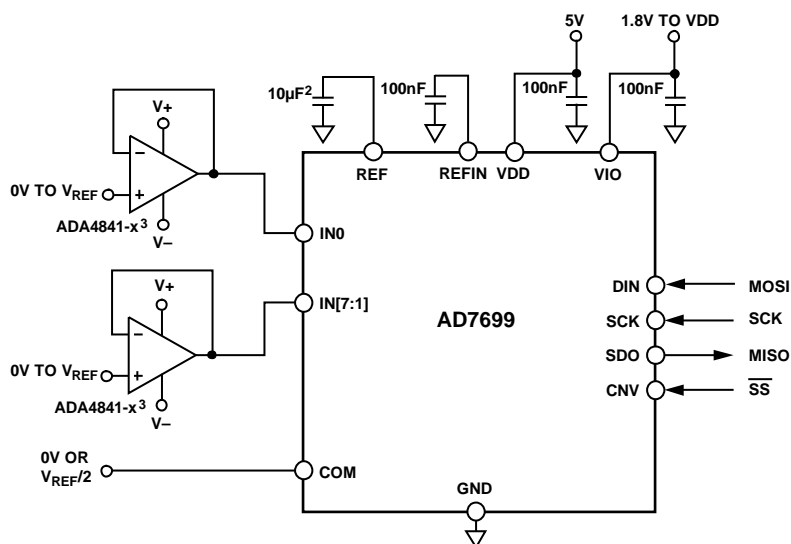 5V
1.8V TO VDD
10µF²
100nF
100nF
100nF
V+
−
+
0V TO VREF
ADA4841-x³
V–
REF
REFIN
VDD
VIO
IN0
V+
−
+
0V TO VREF
ADA4841-x³
V–
IN[7:1]
AD7699
DIN
MOSI
SCK
SCK
SDO
MISO
CNV
SS
0V OR
VREF/2
COM
GND